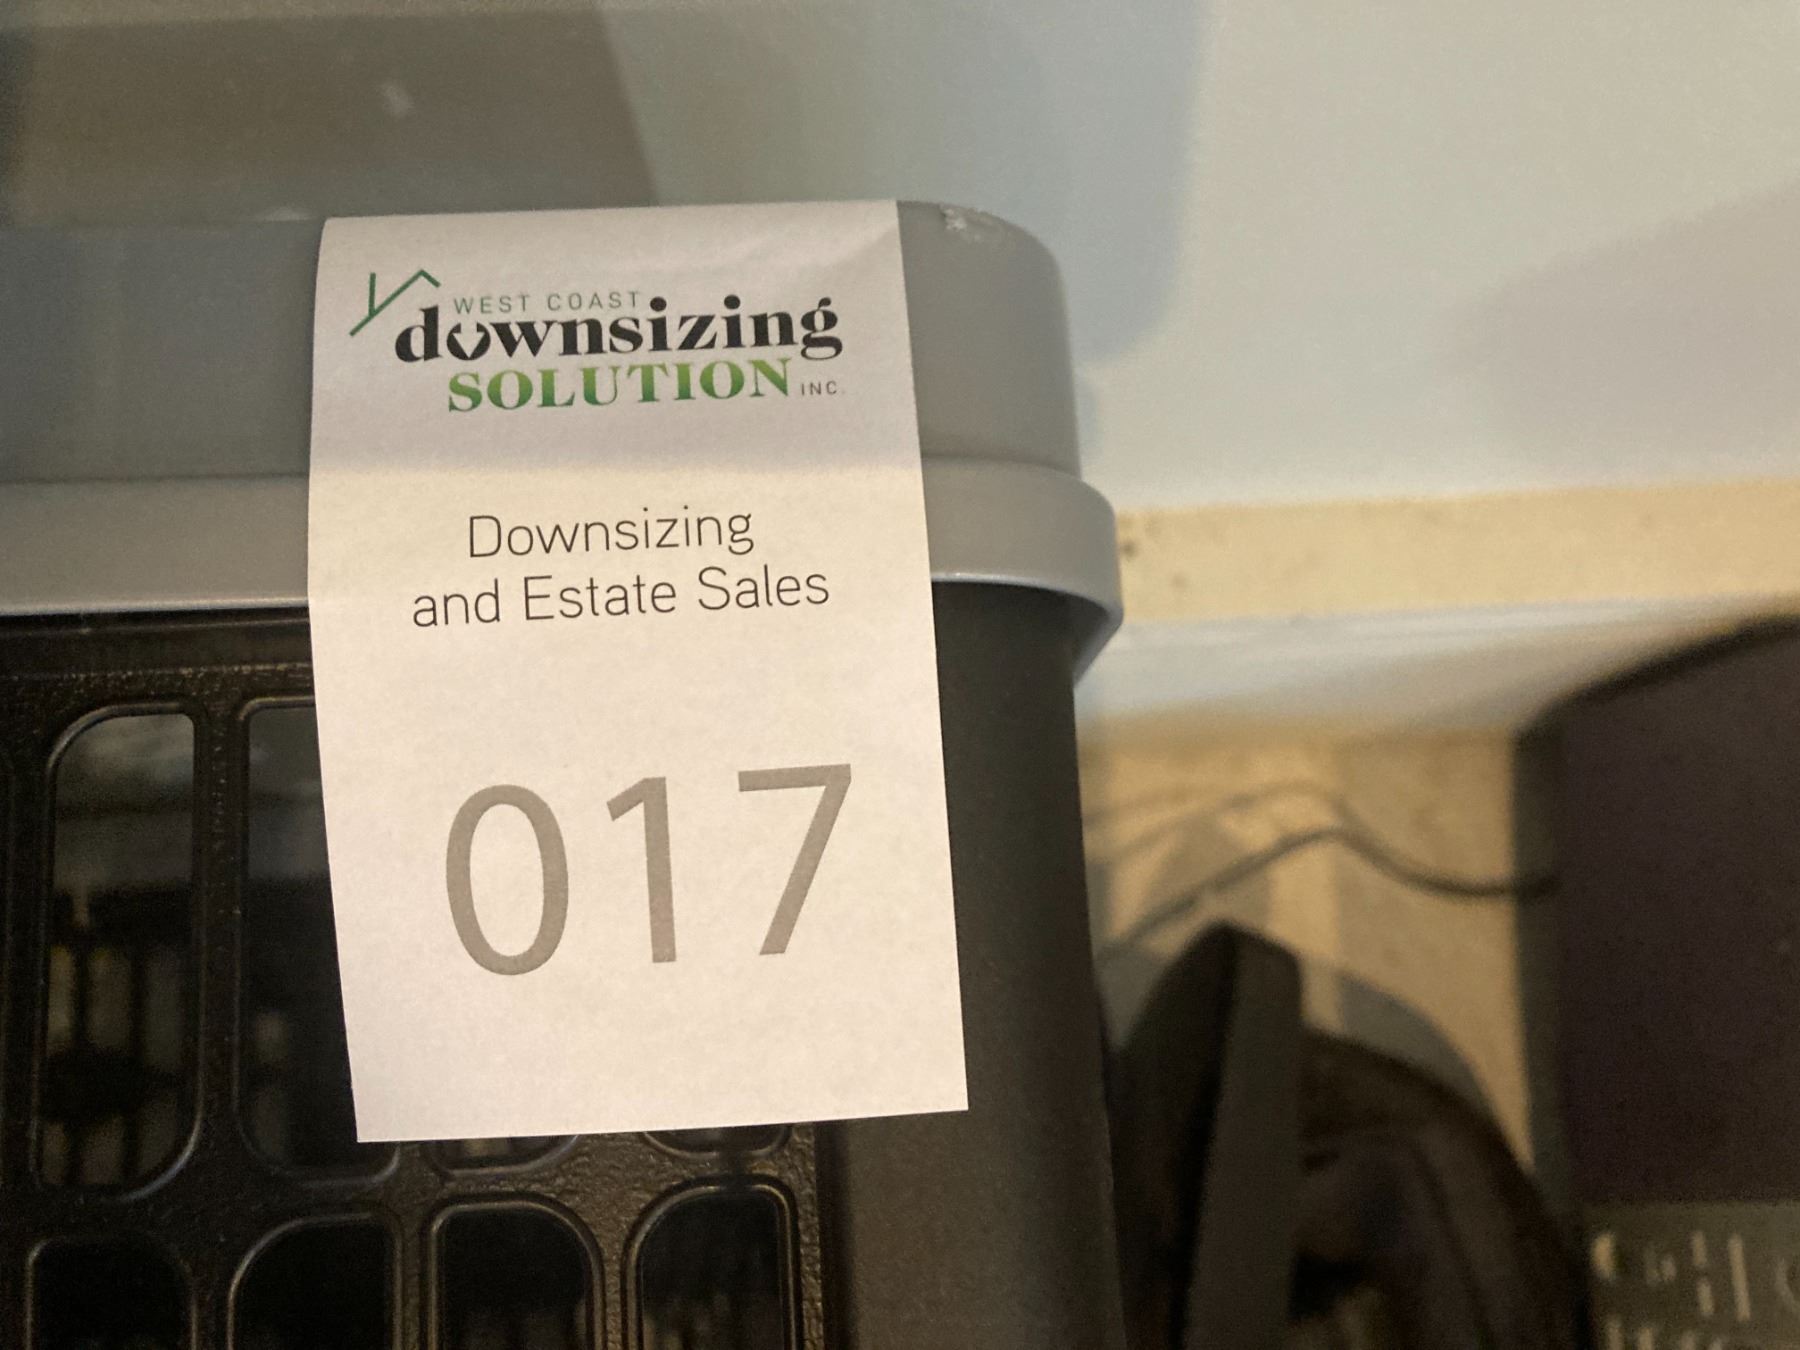 WEST COAST
downsizing
SOLUTION INC.
Downsizing
and Estate Sales
017